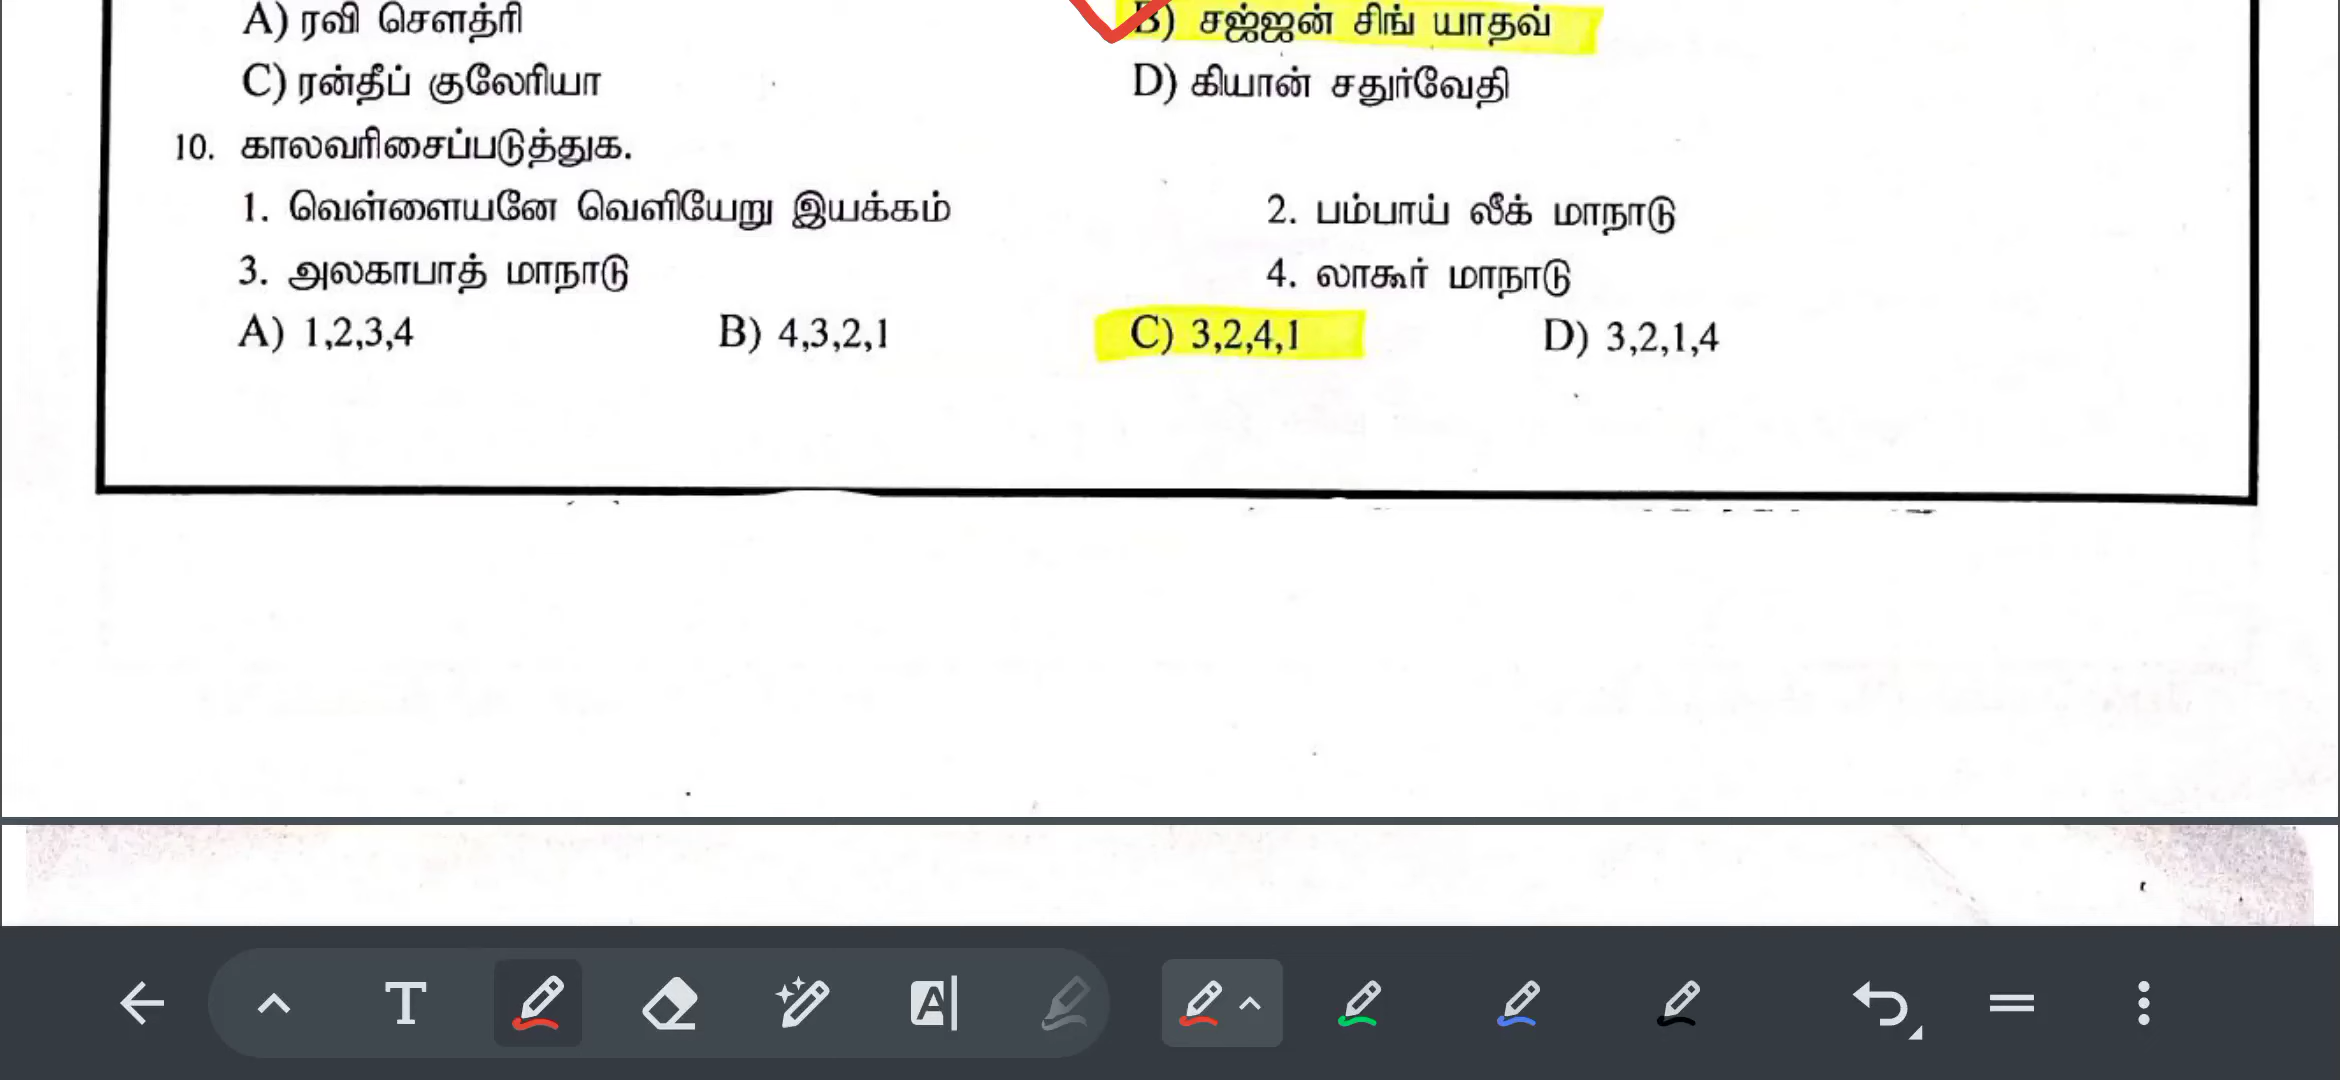 A) ரவி சௌத்ரி B) சஜ்ஜன் சிங் யாதவ்
C) ரன்தீப் குலேரியா D) கியான் சதுர்வேதி
10. காலவரிசைப்படுத்துக.
1. வெள்ளையனே வெளியேறு இயக்கம் 2. பம்பாய் லீக் மாநாடு
3. அலகாபாத் மாநாடு 4. லாகூர் மாநாடு
A) 1,2,3,4 B) 4,3,2,1 C) 3,2,4,1 D) 3,2,1,4
T A